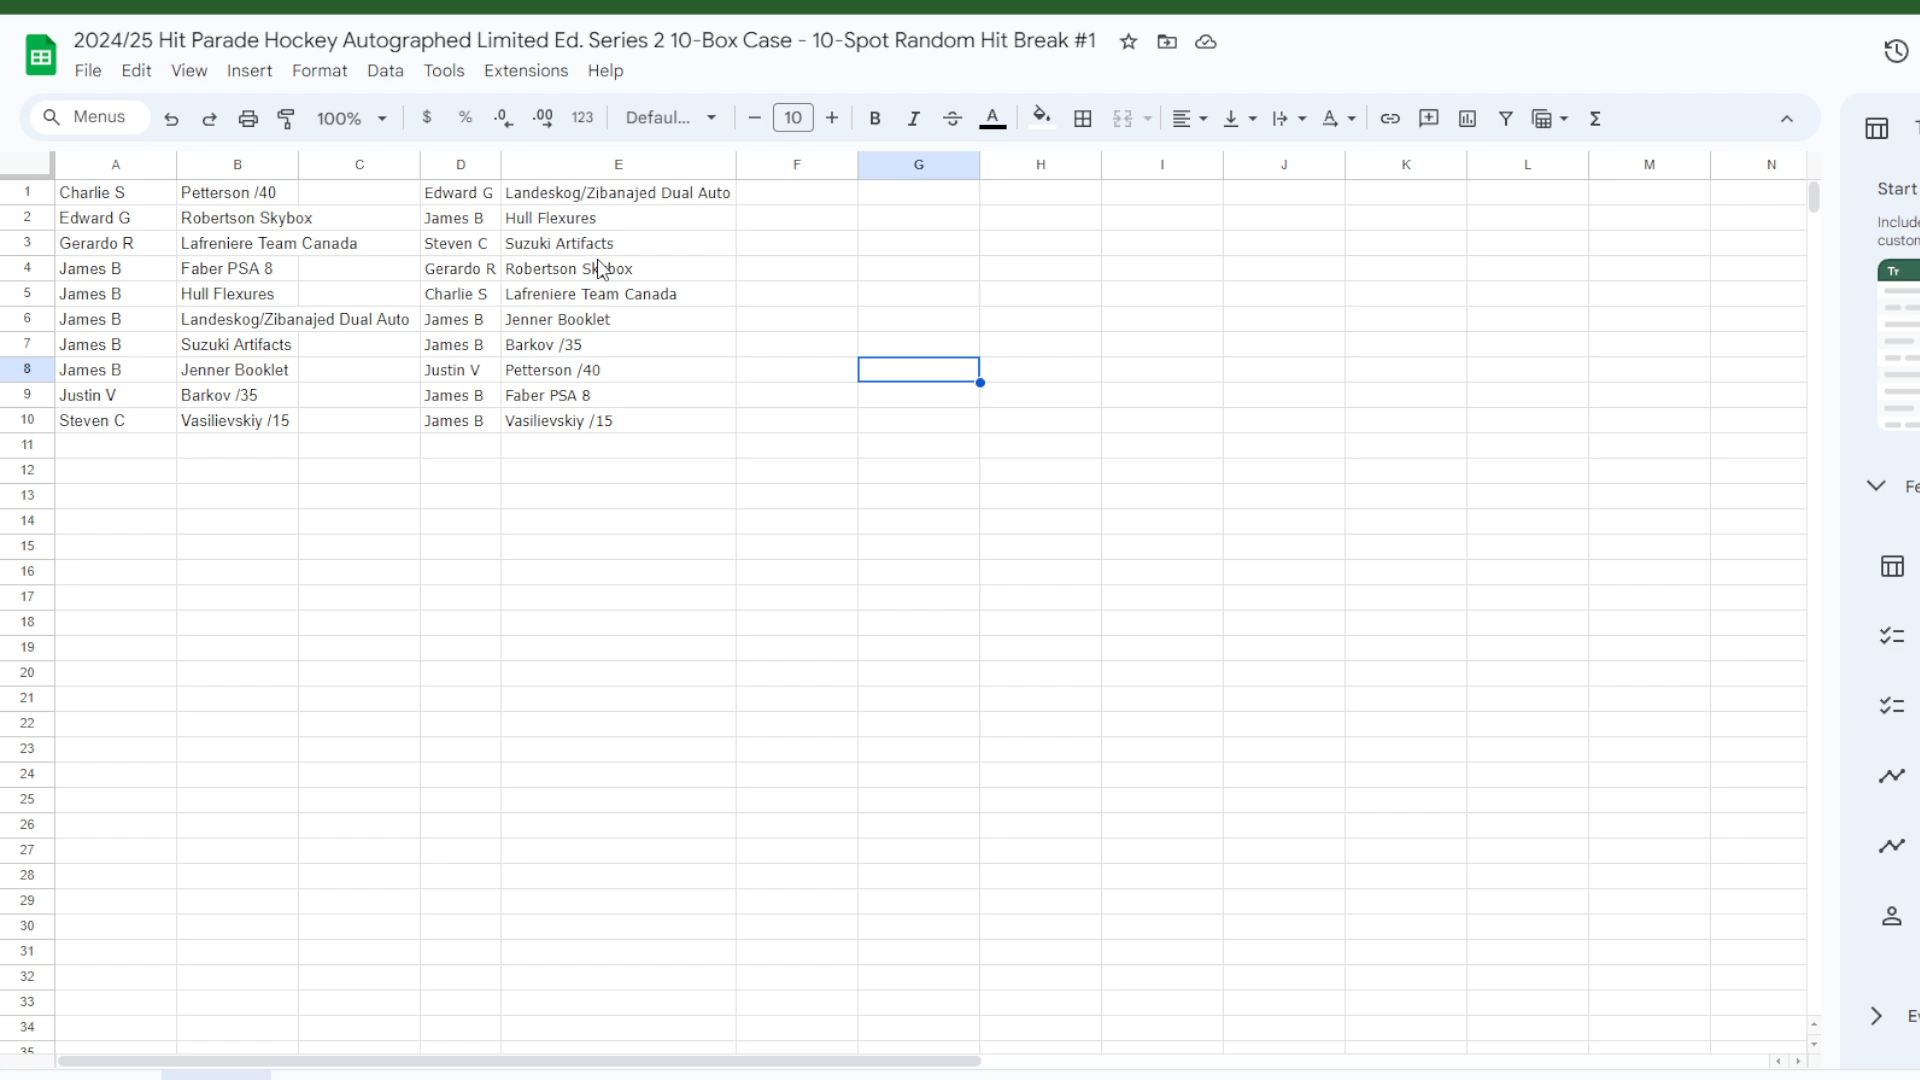 2024/25 Hit Parade Hockey Autographed Limited Ed. Series 2 10-Box Case - 10-Spot Random Hit Break #1
File Edit View Insert Format Data Tools Extensions Help
Menus 100% $ % .0 .00 123 Defaul... 10 B I A
A B C D E F G H I J K L M N
1 Charlie S Petterson /40 Edward G Landeskog/Zibanajed Dual Auto
2 Edward G Robertson Skybox James B Hull Flexures
3 Gerardo R Lafreniere Team Canada Steven C Suzuki Artifacts
4 James B Faber PSA 8 Gerardo R Robertson Skybox
5 James B Hull Flexures Charlie S Lafreniere Team Canada
6 James B Landeskog/Zibanajed Dual Auto James B Jenner Booklet
7 James B Suzuki Artifacts James B Barkov /35
8 James B Jenner Booklet Justin V Petterson /40
9 Justin V Barkov /35 James B Faber PSA 8
10 Steven C Vasilievskiy /15 James B Vasilievskiy /15
11
12
13
14
15
16
17
18
19
20
21
22
23
24
25
26
27
28
29
30
31
32
33
34
35
Start
Tr